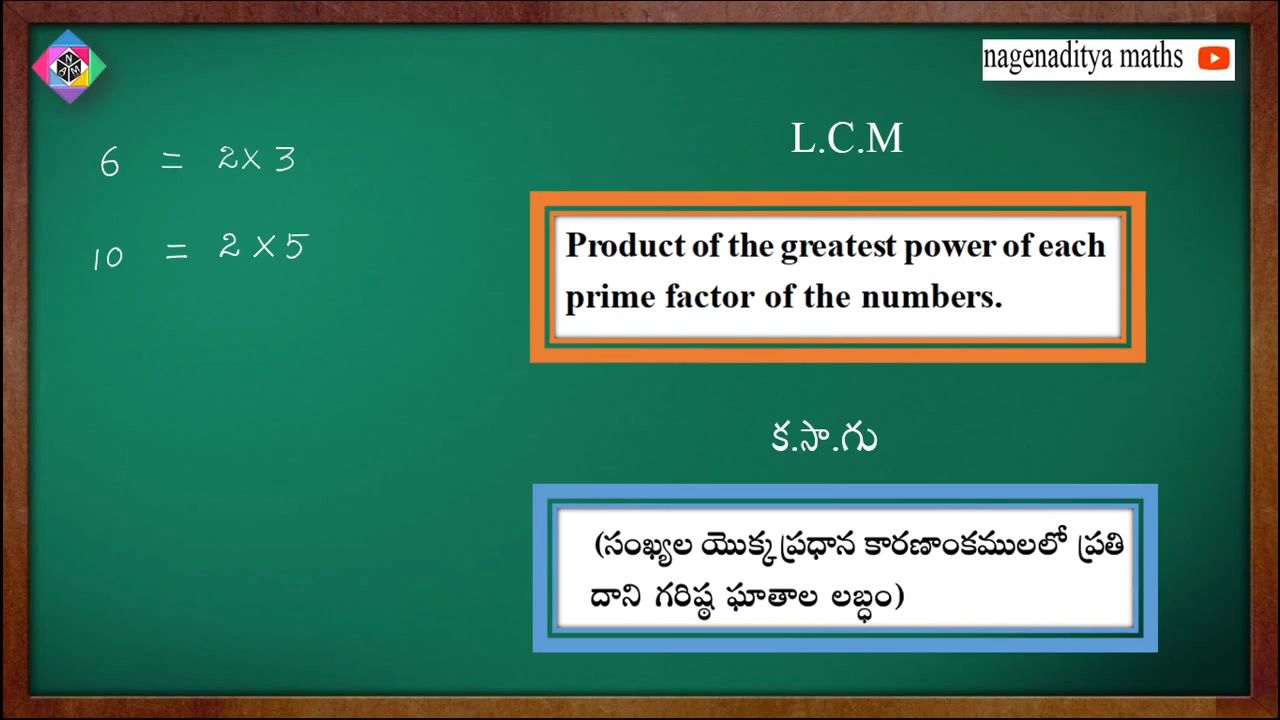 N
A M
nagenaditya maths
6 = 2 × 3
10 = 2 × 5
L.C.M
Product of the greatest power of each
prime factor of the numbers.
క.సా.గు
(సంఖ్యల యొక్క ప్రధాన కారణాంకములలో ప్రతి
దాని గరిష్ఠ ఘాతాల లబ్ధం)